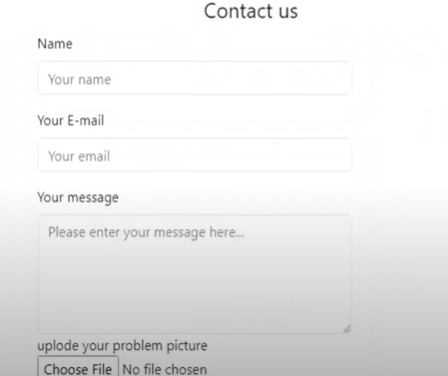 Contact us
Name
Your name
Your E-mail
Your email
Your message
Please enter your message here...
uplode your problem picture
Choose File No file chosen